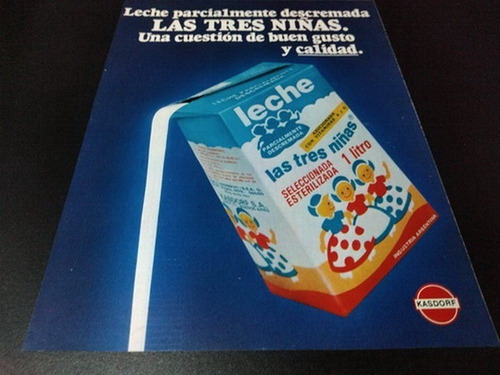 Leche parcialmente descremada
LAS TRES NIÑAS.
Una cuestión de buen gusto
y calidad.
leche
PARCIALMENTE
DESCREMADA
las tres niñas®
SELECCIONADA
ESTERILIZADA
1 litro
KASDORF S.A.
INDUSTRIA ARGENTINA
KASDORF